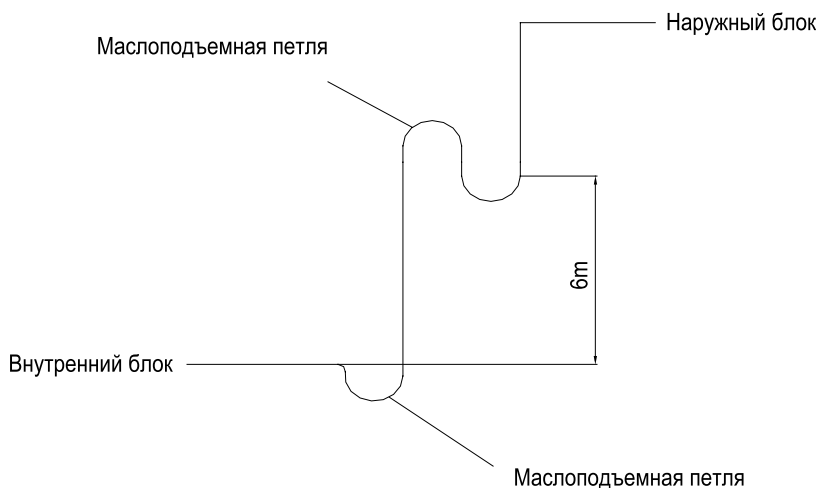 Наружный блок
Маслоподъемная петля
6m
Внутренний блок
Маслоподъемная петля